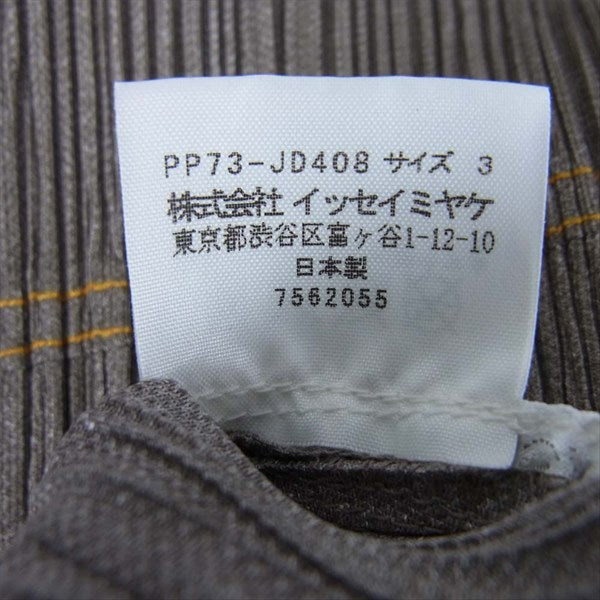 PP73-JD408 サイズ 3
株式会社 イッセイミヤケ
東京都渋谷区富ヶ谷1-12-10
日本製
7562055